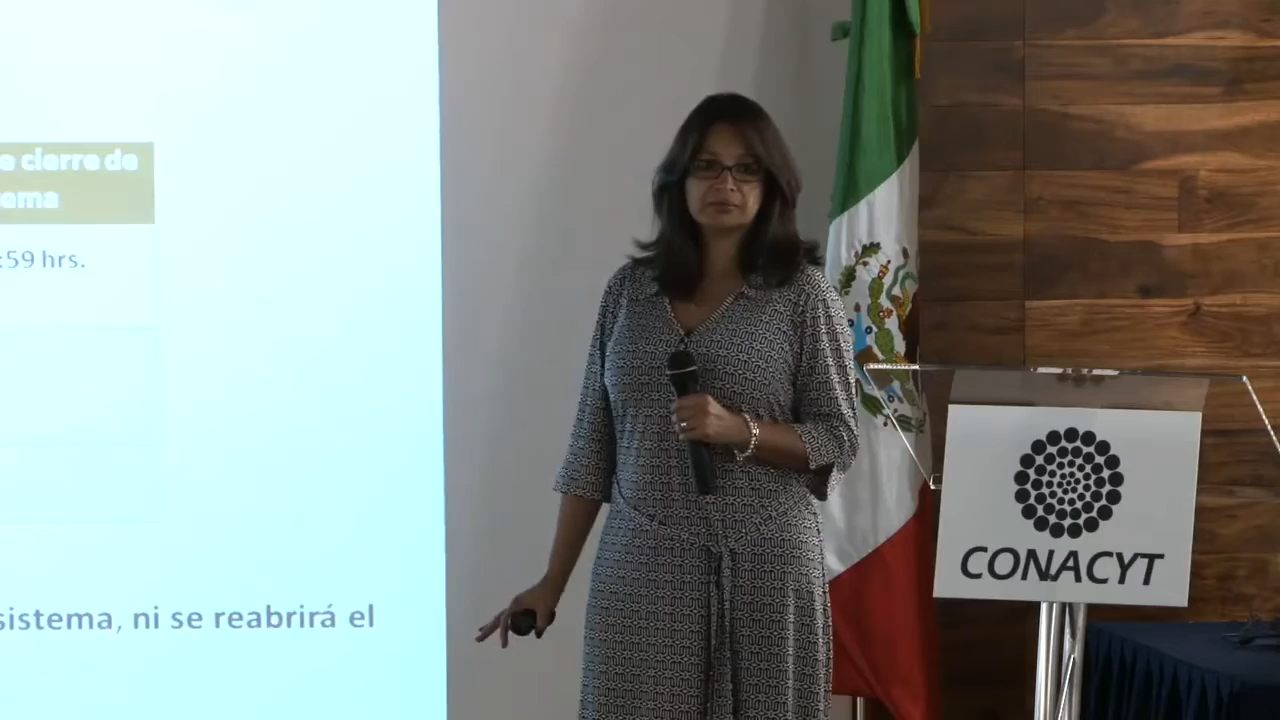 e cierre de
ema
:59 hrs.
sistema, ni se reabrirá el
CONACYT